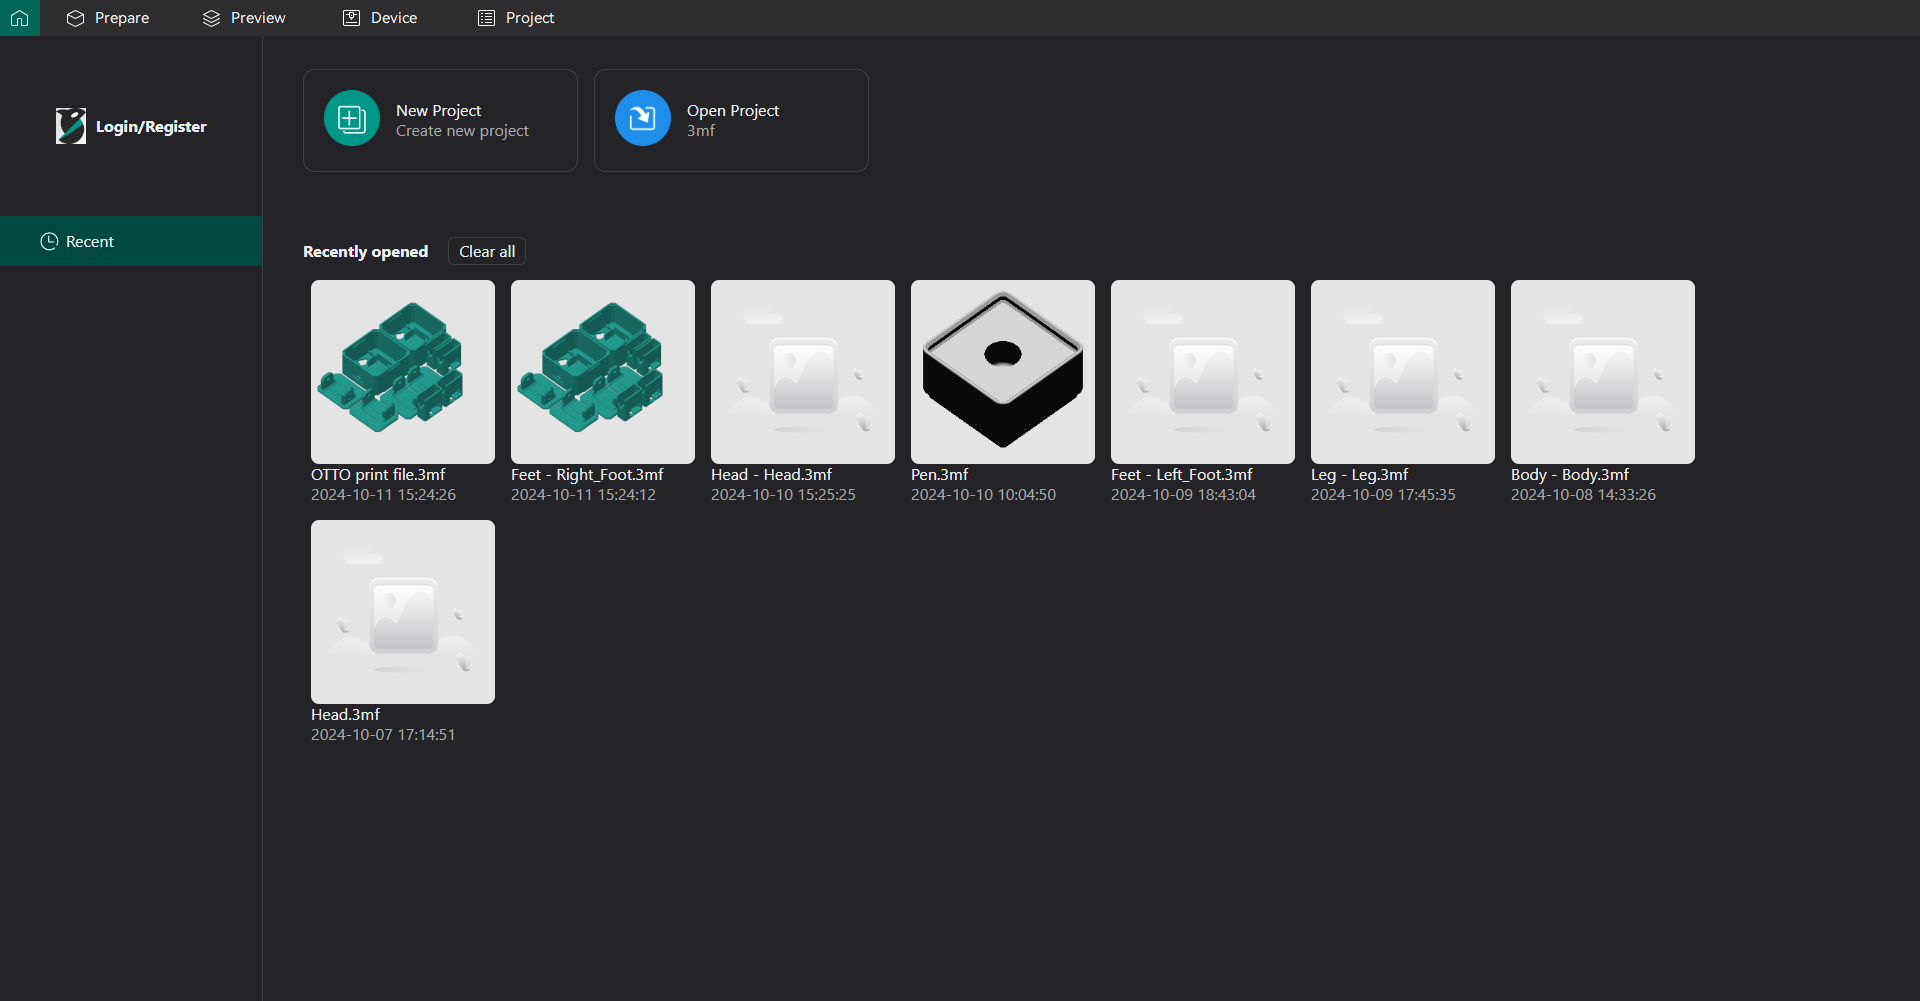 Prepare
Preview
Device
Project
Login/Register
New Project
Create new project
Open Project
3mf
Recent
Recently opened
Clear all
OTTO print file.3mf
2024-10-11 15:24:26
Feet - Right_Foot.3mf
2024-10-11 15:24:12
Head - Head.3mf
2024-10-10 15:25:25
Pen.3mf
2024-10-10 10:04:50
Feet - Left_Foot.3mf
2024-10-09 18:43:04
Leg - Leg.3mf
2024-10-09 17:45:35
Body - Body.3mf
2024-10-08 14:33:26
Head.3mf
2024-10-07 17:14:51